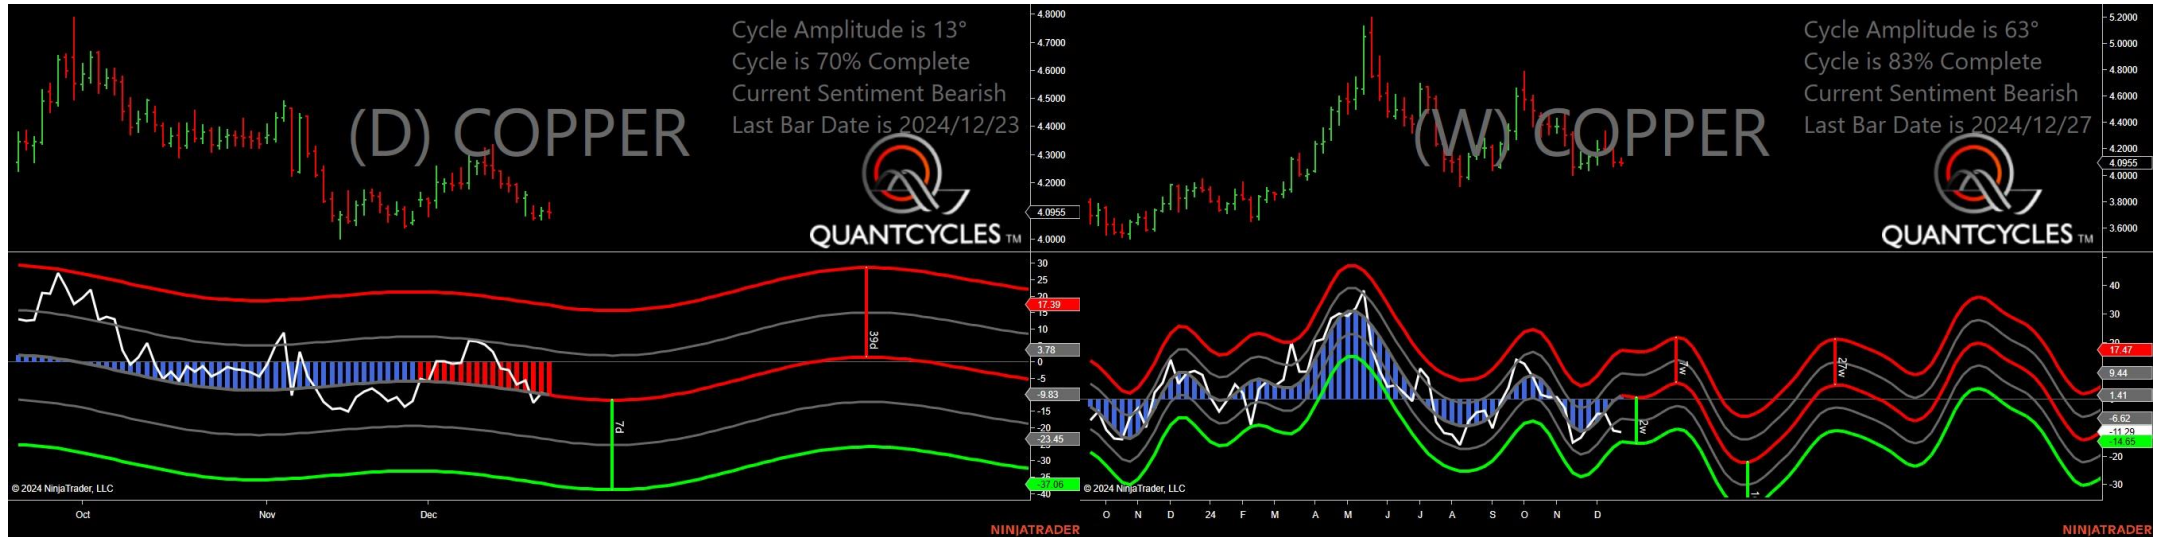 Cycle Amplitude is 13°
Cycle is 70% Complete
Current Sentiment Bearish
Last Bar Date is 2024/12/23
(D) COPPER
QUANTCYCLES TM
4.8000
4.7000
4.6000
4.5000
4.4000
4.3000
4.2000
4.0955
4.0000
30
25
20
17.39
15
10
3.78
0
-5
-9.83
-15
-20
-23.45
-30
-37.06
-40
39d
7d
© 2024 NinjaTrader, LLC
Oct Nov Dec
NINJATRADER
Cycle Amplitude is 63°
Cycle is 83% Complete
Current Sentiment Bearish
Last Bar Date is 2024/12/27
(W) COPPER
QUANTCYCLES TM
5.2000
5.0000
4.8000
4.6000
4.4000
4.2000
4.0955
4.0000
3.8000
3.6000
40
30
17.47
9.44
1.41
-6.62
-11.29
-14.65
-20
-30
2w
7w
27w
© 2024 NinjaTrader, LLC
O N D 24 F M A M J J A S O N D
NINJATRADER